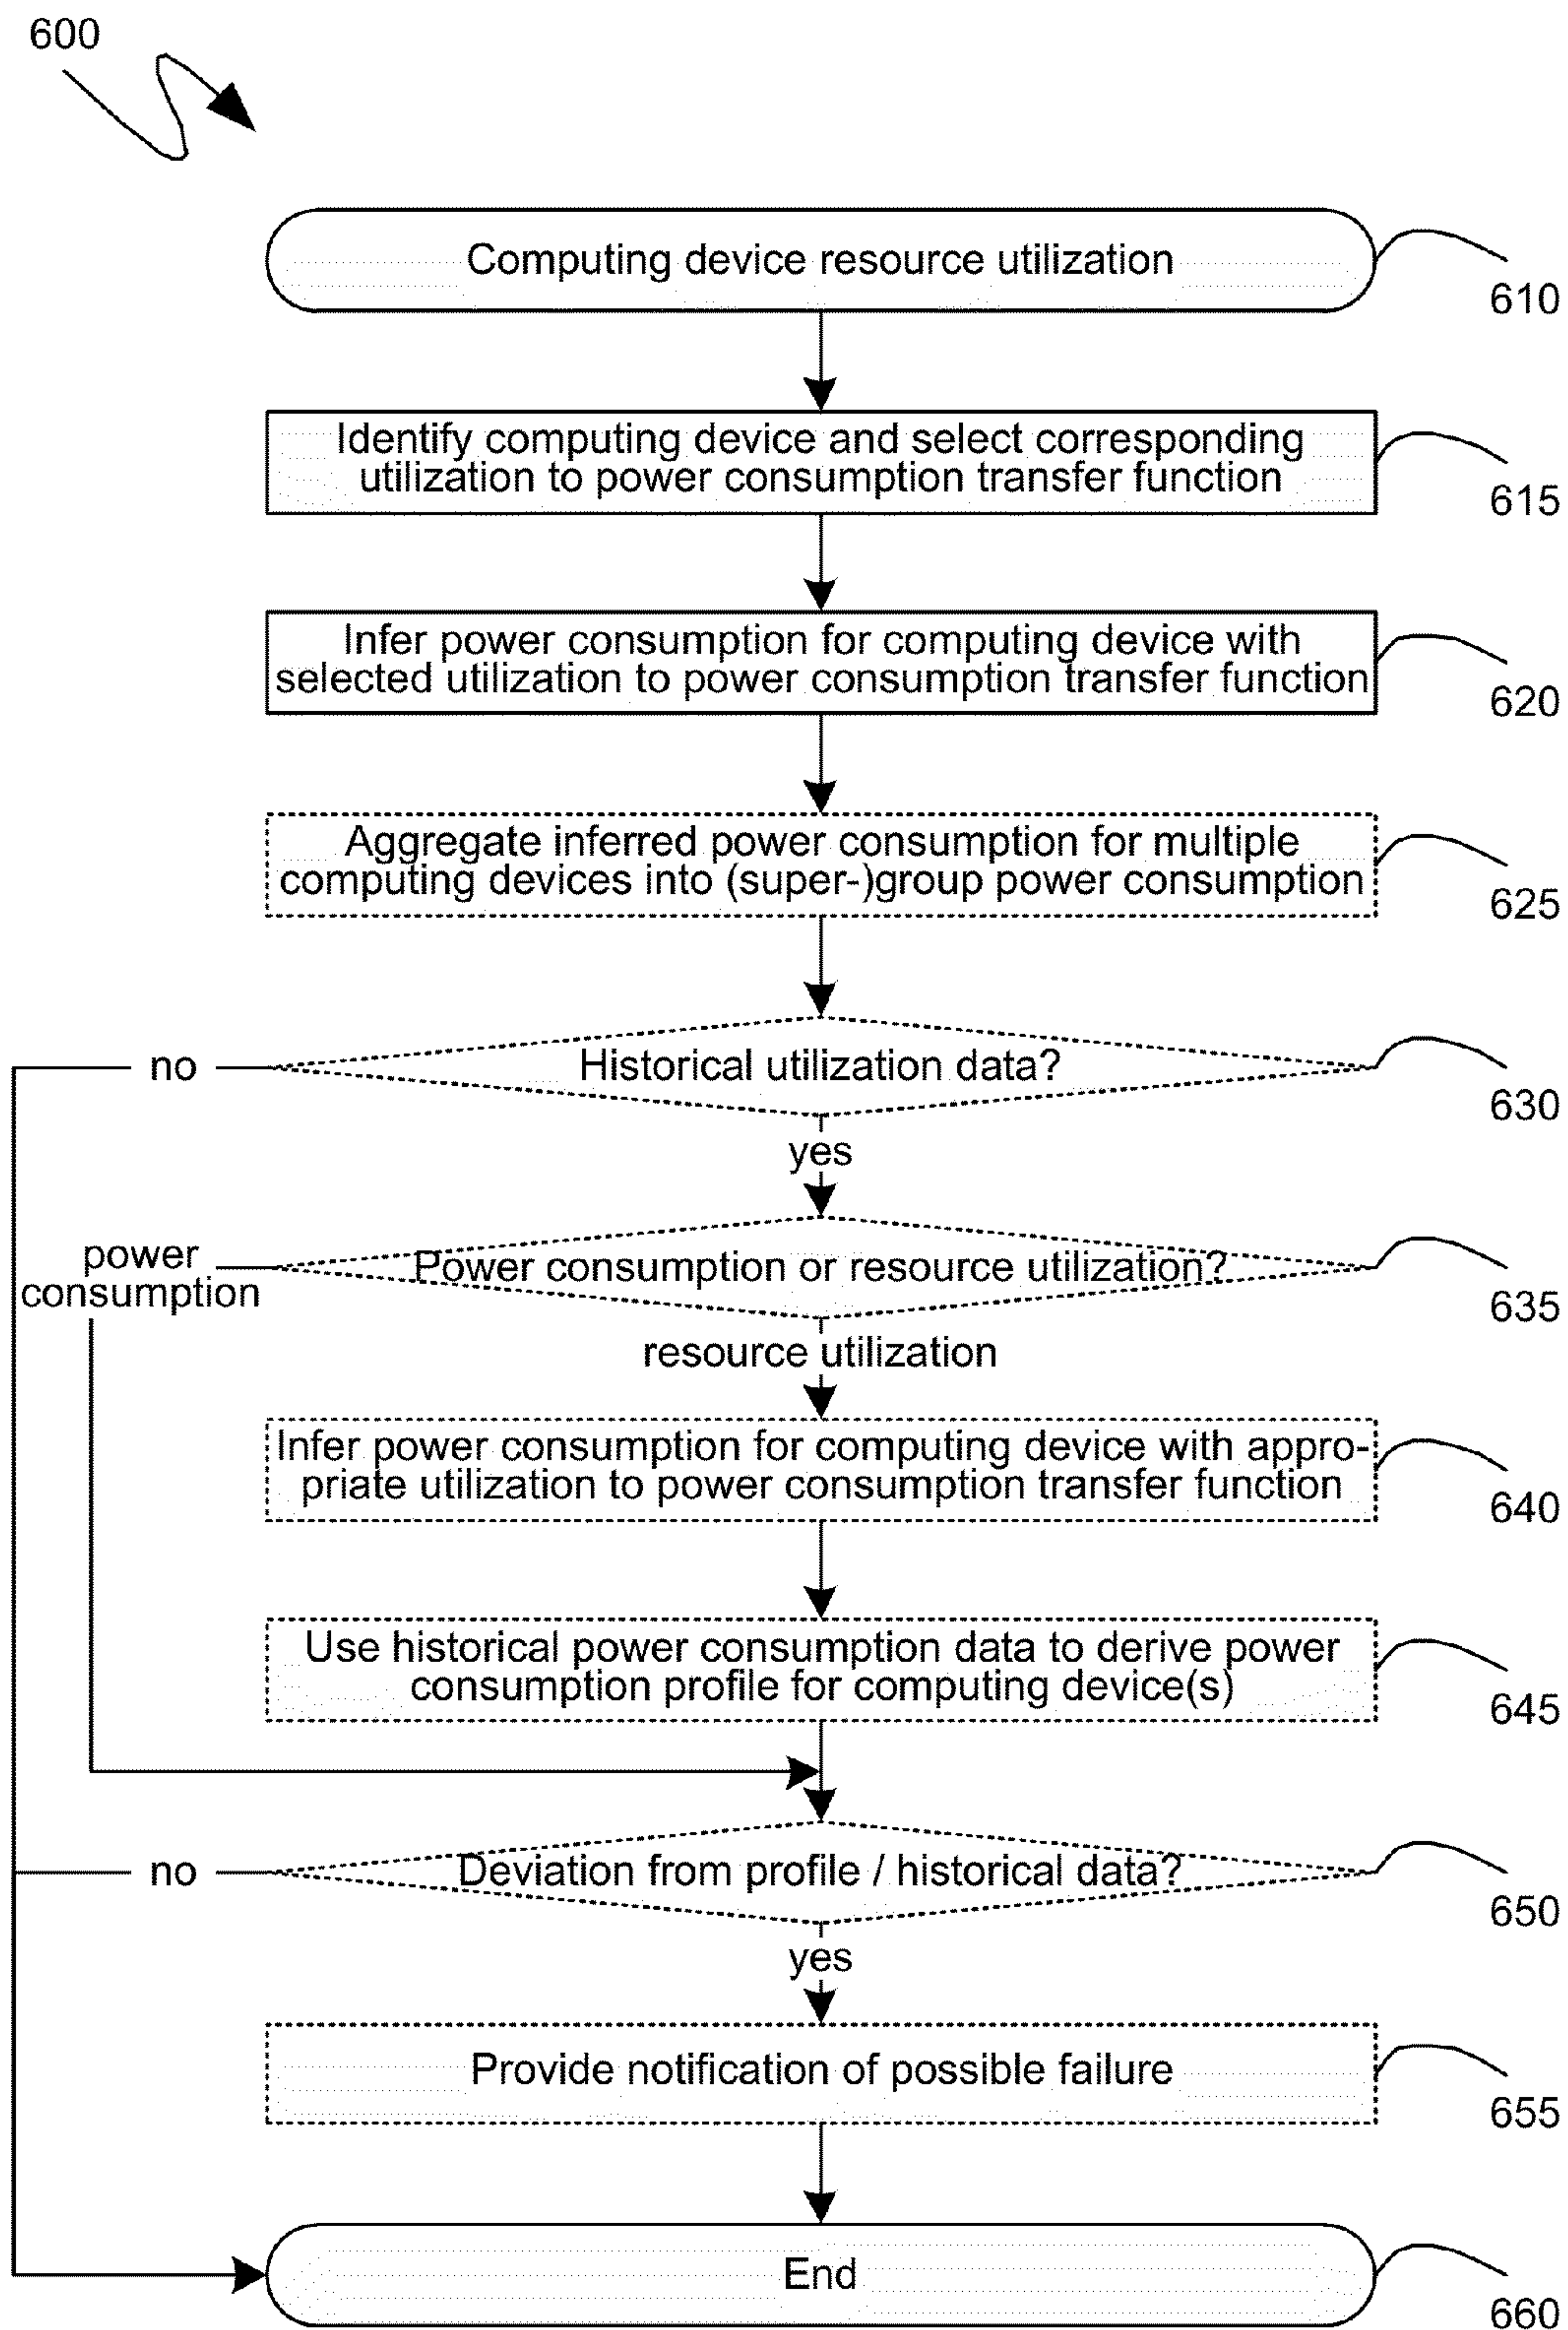 600
Computing device resource utilization
610
Identify computing device and select corresponding
utilization to power consumption transfer function
615
Infer power consumption for computing device with
selected utilization to power consumption transfer function
620
Aggregate inferred power consumption for multiple
computing devices into (super-)group power consumption
625
no
Historical utilization data?
630
yes
power
consumption
Power consumption or resource utilization?
635
resource utilization
Infer power consumption for computing device with appro-
priate utilization to power consumption transfer function
640
Use historical power consumption data to derive power
consumption profile for computing device(s)
645
no
Deviation from profile / historical data?
650
yes
Provide notification of possible failure
655
End
660